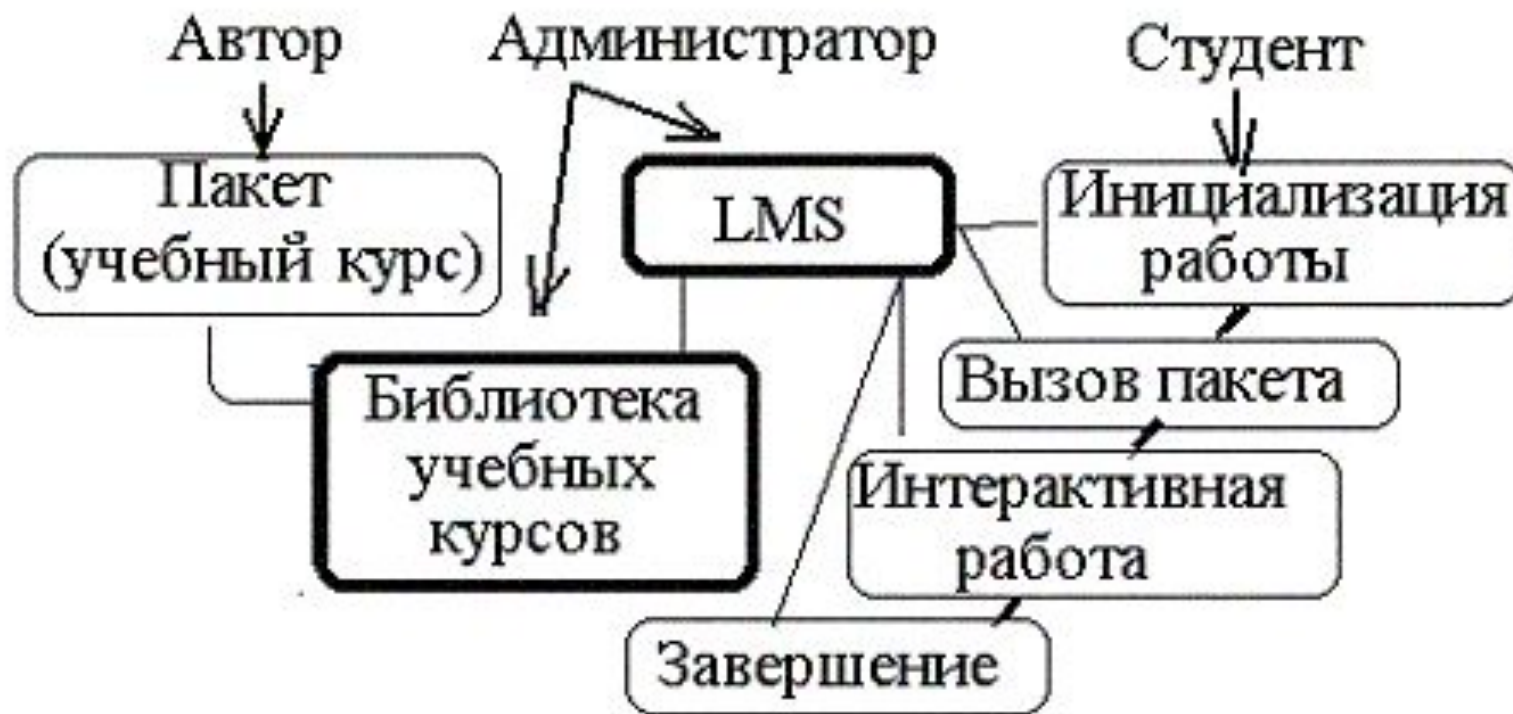 Автор
Администратор
Студент
Пакет
(учебный курс)
LMS
Инициализация
работы
Библиотека
учебных
курсов
Вызов пакета
Интерактивная
работа
Завершение